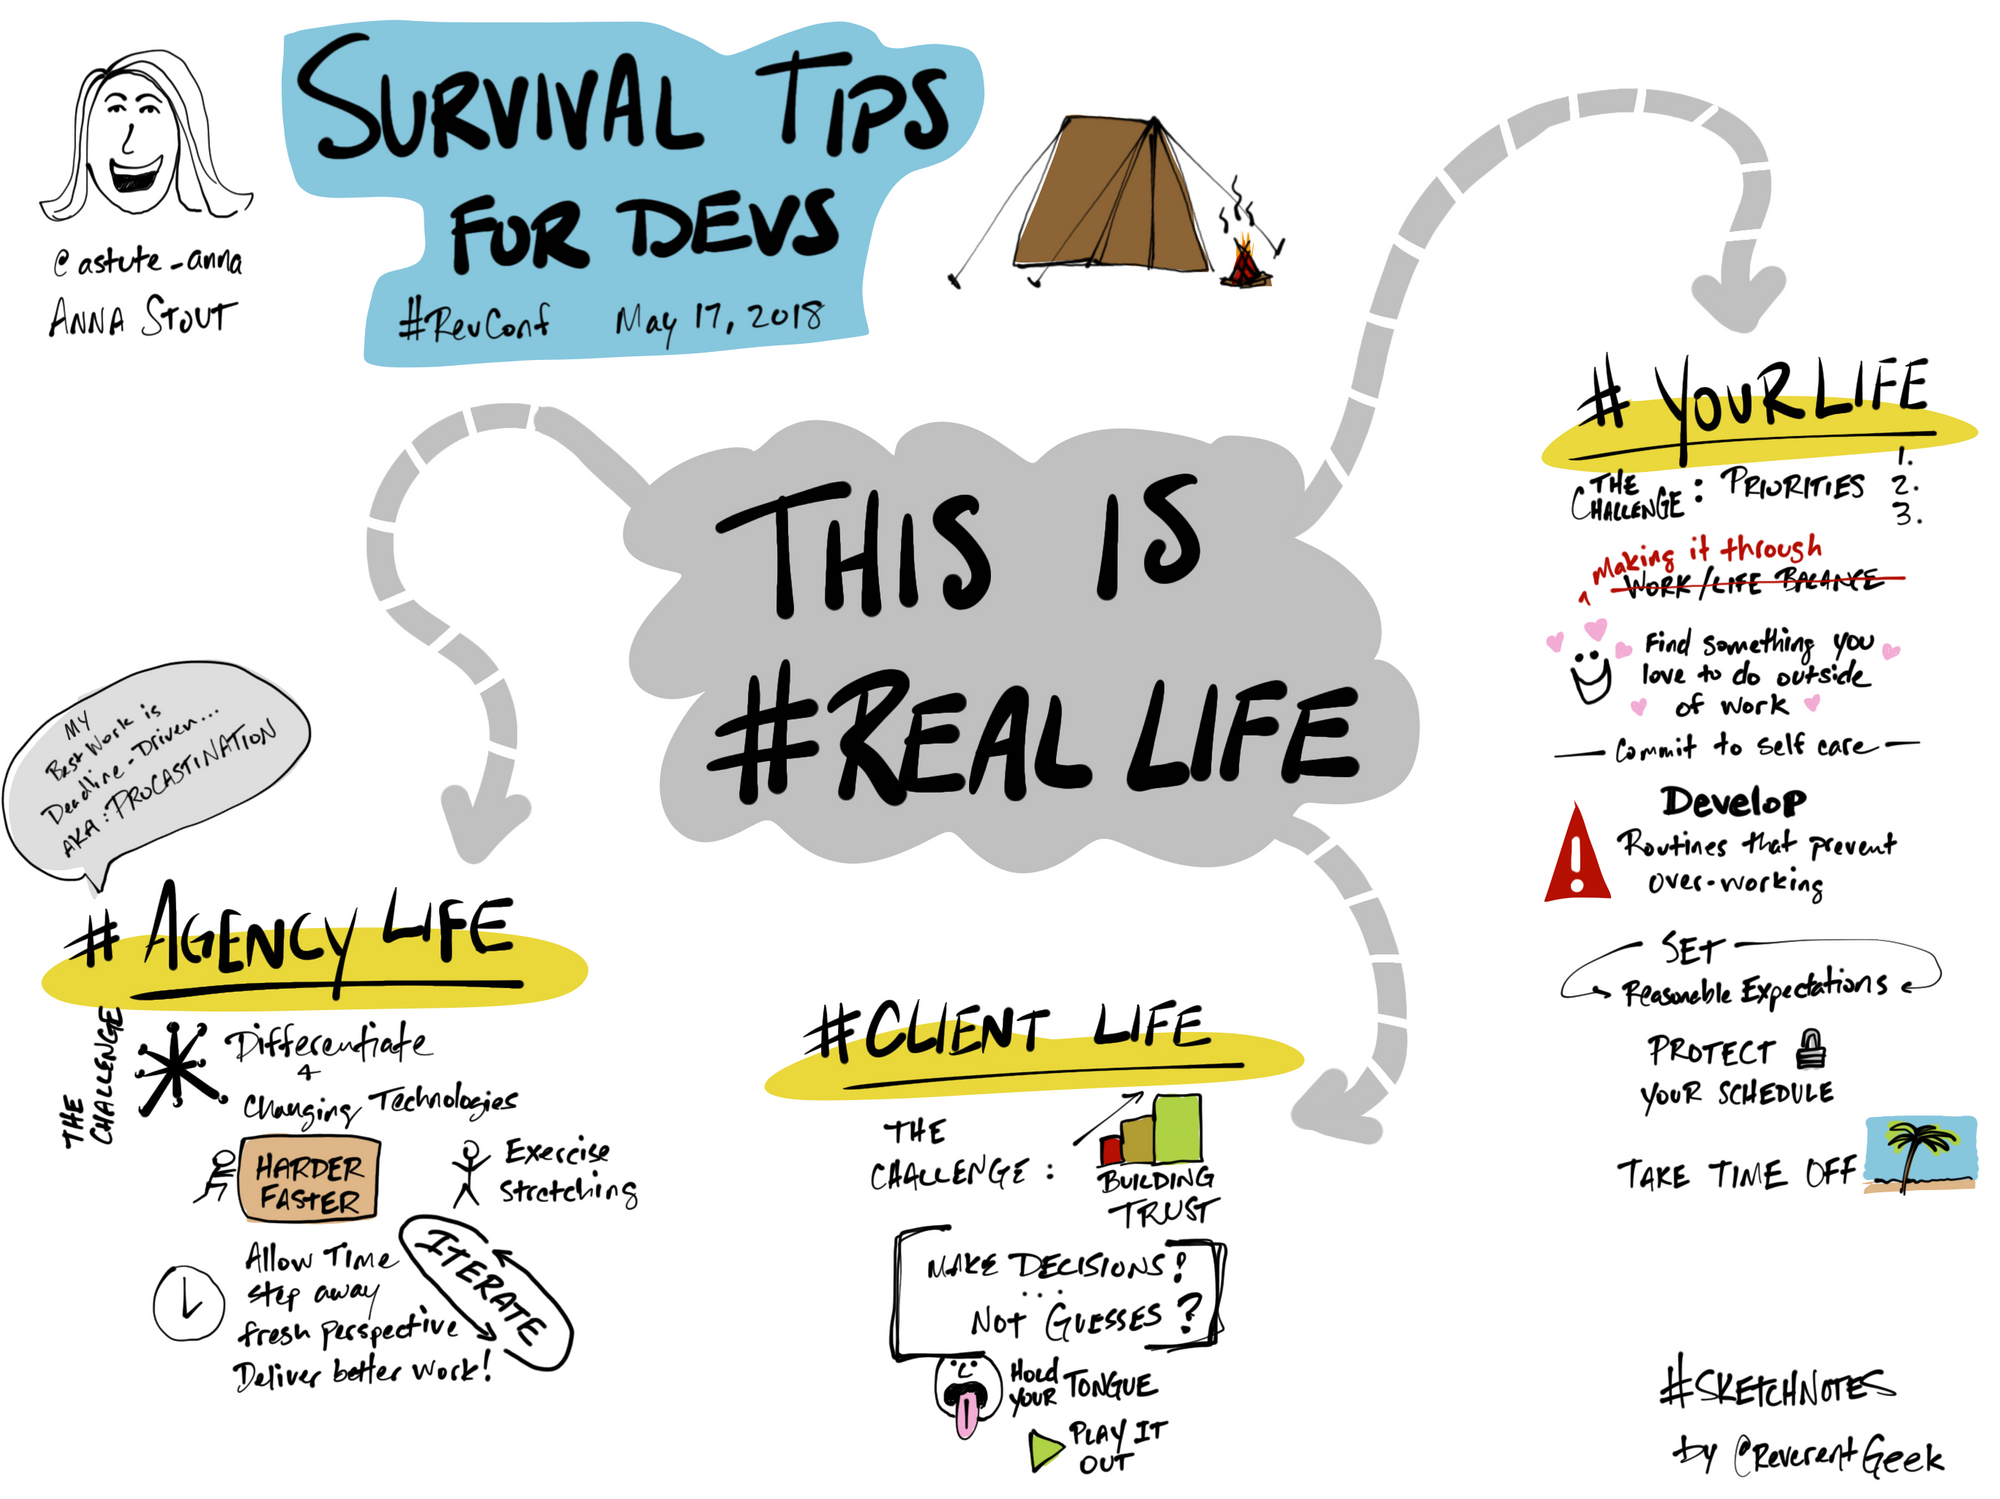 SURVIVAL TIPS
FOR DEVS
#RevConf May 17, 2018
@astute_anna
ANNA STOUT
THIS IS
#REAL LIFE
MY
Best Work is
Deadline-Driven...
AKA: PROCASTINATION
# AGENCY LIFE
THE
CHALLENGE
Differentiate
+
Changing Technologies
HARDER
FASTER
Exercise
stretching
Allow Time
step away
fresh perspective
Deliver better work!
ITERATE
#CLIENT LIFE
THE
CHALLENGE:
BUILDING
TRUST
MAKE DECISIONS!
...
NOT GUESSES?
HOLD
YOUR TONGUE
PLAY IT
OUT
# YOUR LIFE
THE
CHALLENGE: PRIORITIES
1.
2.
3.
Making it through
WORK/LIFE BALANCE
Find something you
love to do outside
of work
Commit to self care
Develop
Routines that prevent
over-working
SET
Reasonable Expectations
PROTECT
YOUR SCHEDULE
TAKE TIME OFF
#SKETCHNOTES
by @ReverentGeek